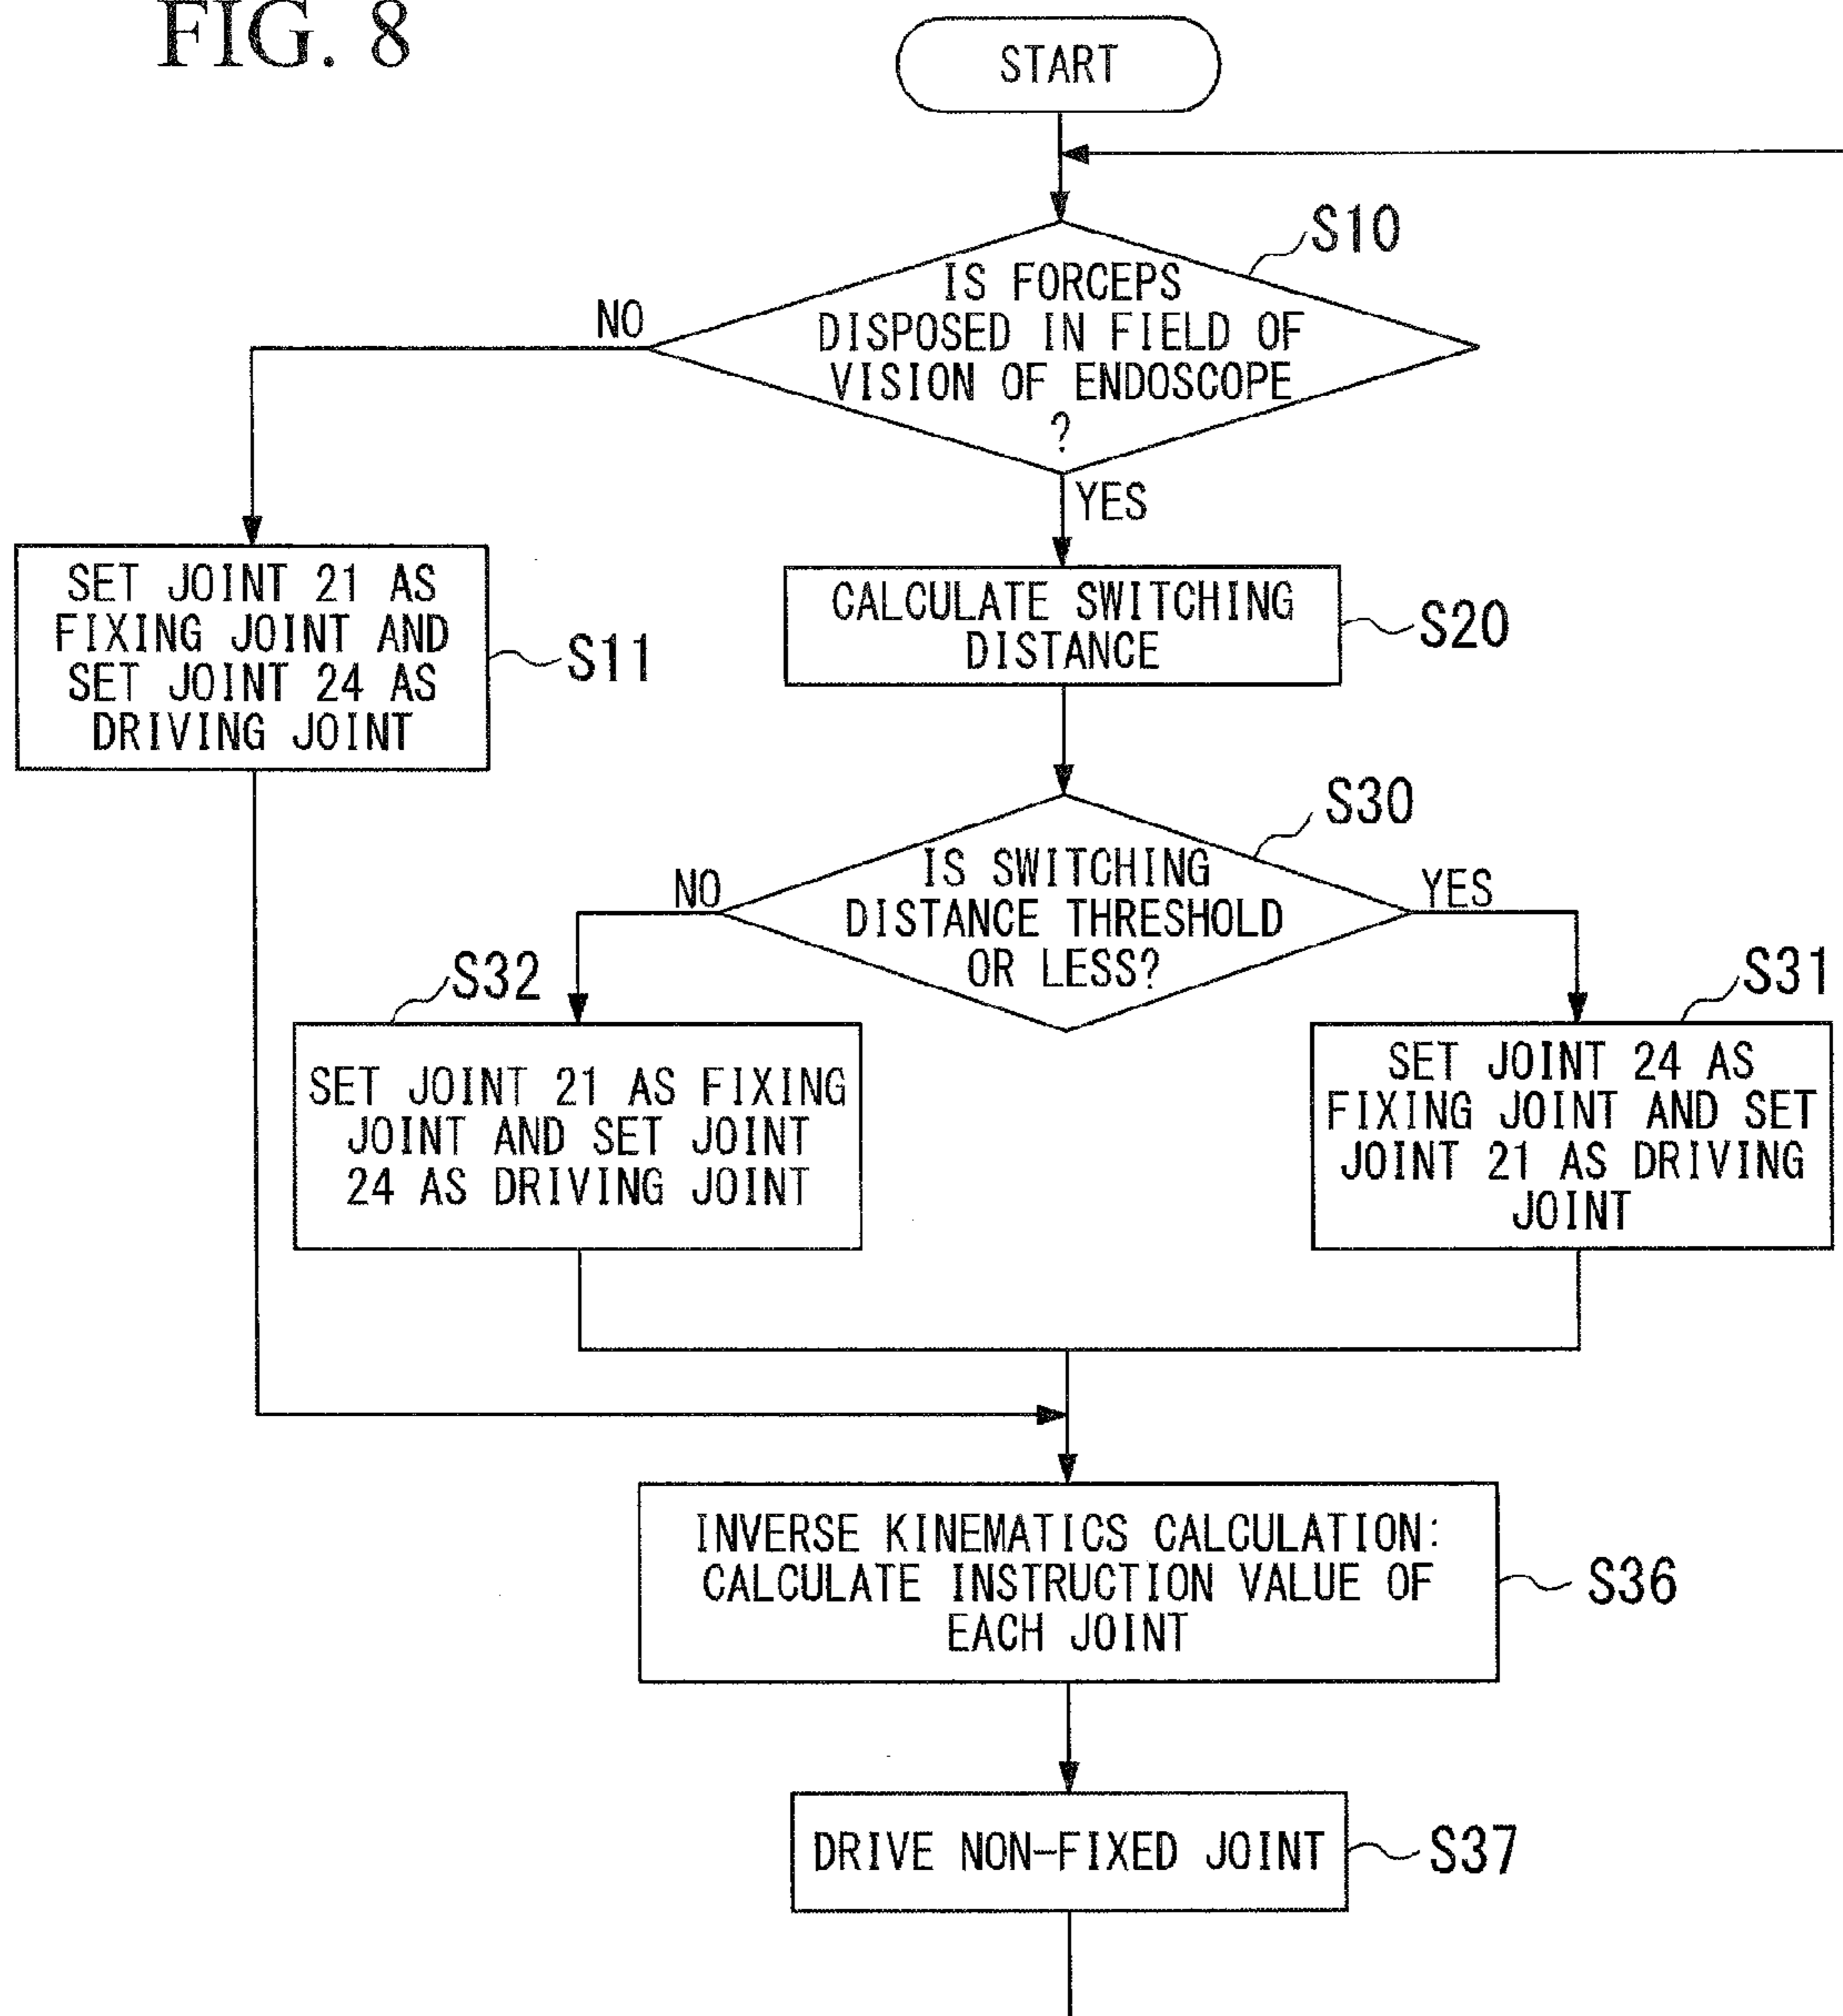 FIG. 8
START
S10
IS FORCEPS
DISPOSED IN FIELD OF
VISION OF ENDOSCOPE
?
NO
YES
SET JOINT 21 AS
FIXING JOINT AND
SET JOINT 24 AS
DRIVING JOINT
S11
CALCULATE SWITCHING
DISTANCE
S20
S30
IS SWITCHING
DISTANCE THRESHOLD
OR LESS?
NO
YES
S32
SET JOINT 21 AS FIXING
JOINT AND SET JOINT
24 AS DRIVING JOINT
S31
SET JOINT 24 AS
FIXING JOINT AND SET
JOINT 21 AS DRIVING
JOINT
INVERSE KINEMATICS CALCULATION:
CALCULATE INSTRUCTION VALUE OF
EACH JOINT
S36
DRIVE NON-FIXED JOINT
S37